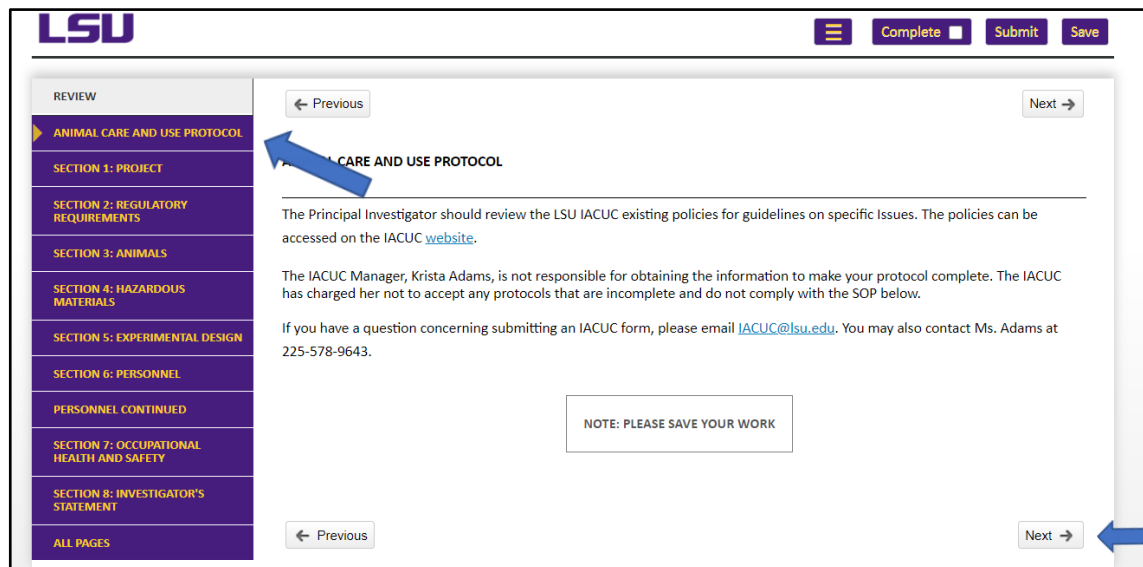 LSU
Complete
Submit
Save
REVIEW
ANIMAL CARE AND USE PROTOCOL
SECTION 1: PROJECT
SECTION 2: REGULATORY
REQUIREMENTS
SECTION 3: ANIMALS
SECTION 4: HAZARDOUS
MATERIALS
SECTION 5: EXPERIMENTAL DESIGN
SECTION 6: PERSONNEL
PERSONNEL CONTINUED
SECTION 7: OCCUPATIONAL
HEALTH AND SAFETY
SECTION 8: INVESTIGATOR'S
STATEMENT
ALL PAGES
← Previous
Next →
CARE AND USE PROTOCOL
The Principal Investigator should review the LSU IACUC existing policies for guidelines on specific Issues. The policies can be
accessed on the IACUC website.
The IACUC Manager, Krista Adams, is not responsible for obtaining the information to make your protocol complete. The IACUC
has charged her not to accept any protocols that are incomplete and do not comply with the SOP below.
If you have a question concerning submitting an IACUC form, please email IACUC@lsu.edu. You may also contact Ms. Adams at
225-578-9643.
NOTE: PLEASE SAVE YOUR WORK
← Previous
Next →